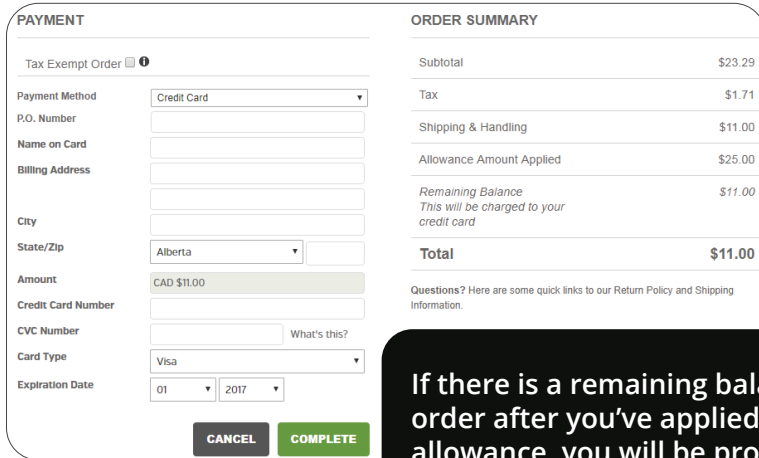 PAYMENT
Tax Exempt Order
Payment Method Credit Card
P.O. Number
Name on Card
Billing Address
City
State/Zip Alberta
Amount CAD $11.00
Credit Card Number
CVC Number What's this?
Card Type Visa
Expiration Date 01 2017
CANCEL COMPLETE
ORDER SUMMARY
Subtotal $23.29
Tax $1.71
Shipping & Handling $11.00
Allowance Amount Applied $25.00
Remaining Balance $11.00
This will be charged to your
credit card
Total $11.00
Questions? Here are some quick links to our Return Policy and Shipping
Information.
If there is a remaining
order after you've applied
allowance, you will be